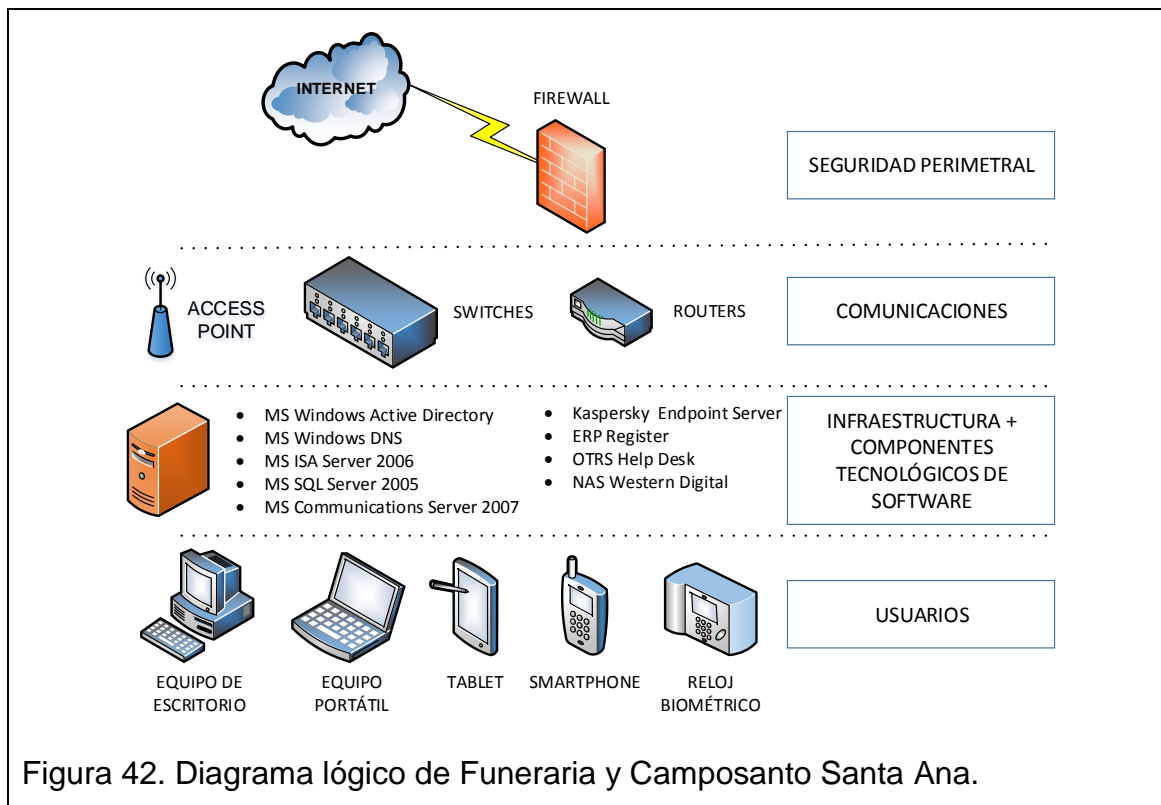 INTERNET
FIREWALL
SEGURIDAD PERIMETRAL
ACCESS
POINT
SWITCHES
ROUTERS
COMUNICACIONES
• MS Windows Active Directory
• MS Windows DNS
• MS ISA Server 2006
• MS SQL Server 2005
• MS Communications Server 2007
• Kaspersky Endpoint Server
• ERP Register
• OTRS Help Desk
• NAS Western Digital
INFRAESTRUCTURA +
COMPONENTES
TECNOLÓGICOS DE
SOFTWARE
EQUIPO DE
ESCRITORIO
EQUIPO
PORTÁTIL
TABLET
SMARTPHONE
RELOJ
BIOMÉTRICO
USUARIOS
Figura 42. Diagrama lógico de Funeraria y Camposanto Santa Ana.